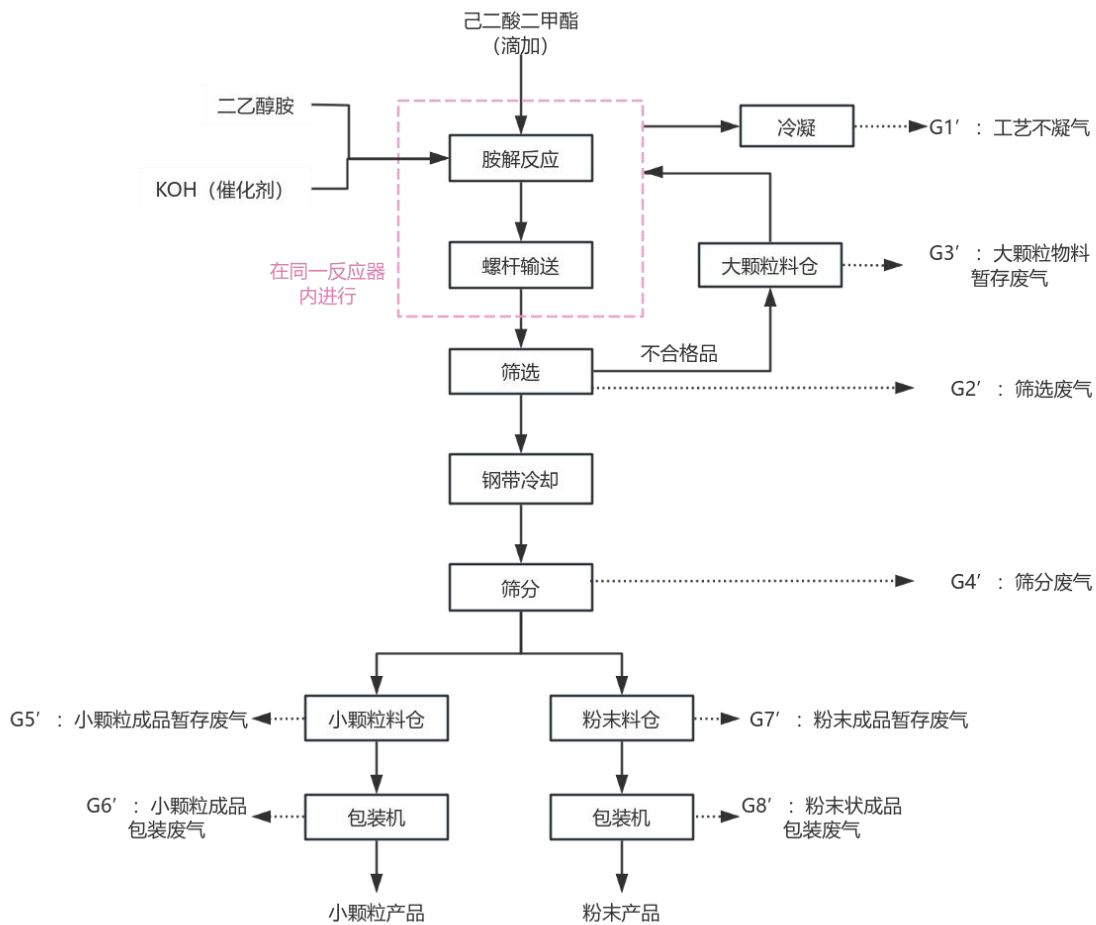 己二酸二甲酯
（滴加）
二乙醇胺
冷凝
G1′ ：工艺不凝气
胺解反应
KOH（催化剂）
在同一反应器
内进行
螺杆输送
大颗粒料仓
G3′ ：大颗粒物料
暂存废气
不合格品
筛选
G2′ ：筛选废气
钢带冷却
筛分
G4′ ：筛分废气
G5′ ：小颗粒成品暂存废气
小颗粒料仓
粉末料仓
G7′ ：粉末成品暂存废气
G6′ ：小颗粒成品
包装废气
包装机
包装机
G8′ ：粉末状成品
包装废气
小颗粒产品
粉末产品